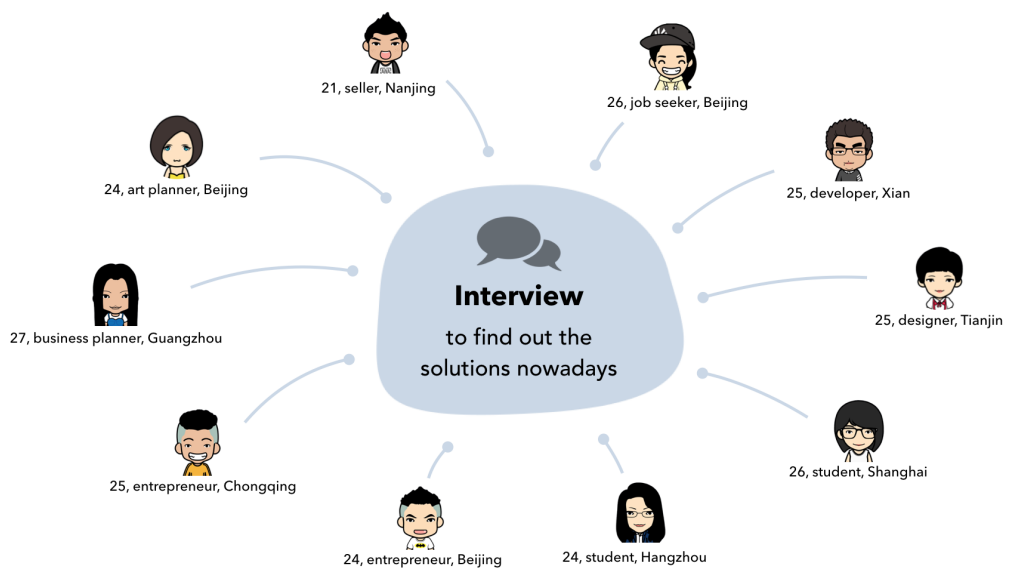 21, seller, Nanjing
26, job seeker, Beijing
24, art planner, Beijing
25, developer, Xian
Interview
to find out the
solutions nowadays
27, business planner, Guangzhou
25, designer, Tianjin
25, entrepreneur, Chongqing
26, student, Shanghai
24, entrepreneur, Beijing
24, student, Hangzhou